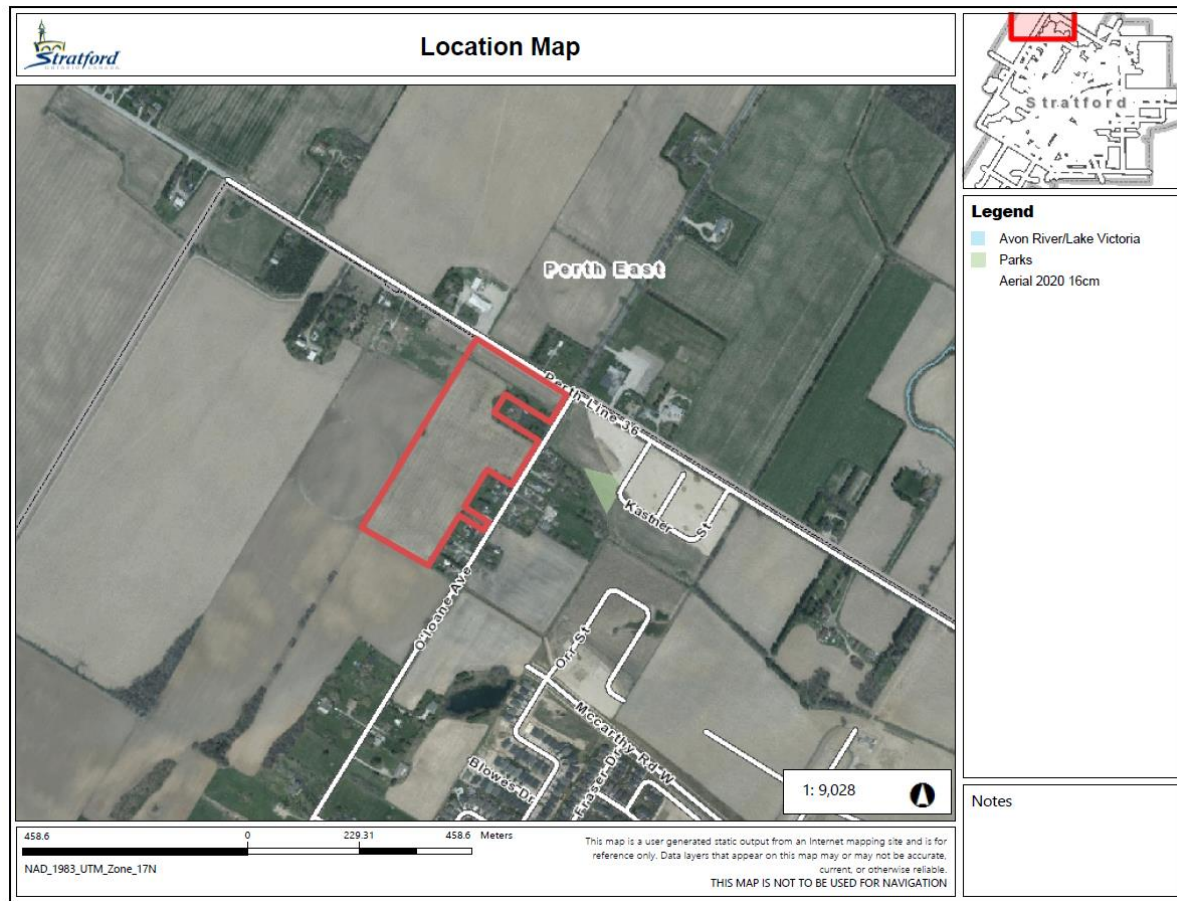 Stratford
ONTARIO CANADA
Location Map
Stratford
Legend
Avon River/Lake Victoria
Parks
Aerial 2020 16cm
Perth East
Perth Line 36
Kastner St
O'loane Ave
Orr St
Mccarthy Rd W
Fraser Dr
Blowes Dr
1: 9,028
Notes
458.6 0 229.31 458.6 Meters
NAD_1983_UTM_Zone_17N
This map is a user generated static output from an Internet mapping site and is for
reference only. Data layers that appear on this map may or may not be accurate,
current, or otherwise reliable.
THIS MAP IS NOT TO BE USED FOR NAVIGATION